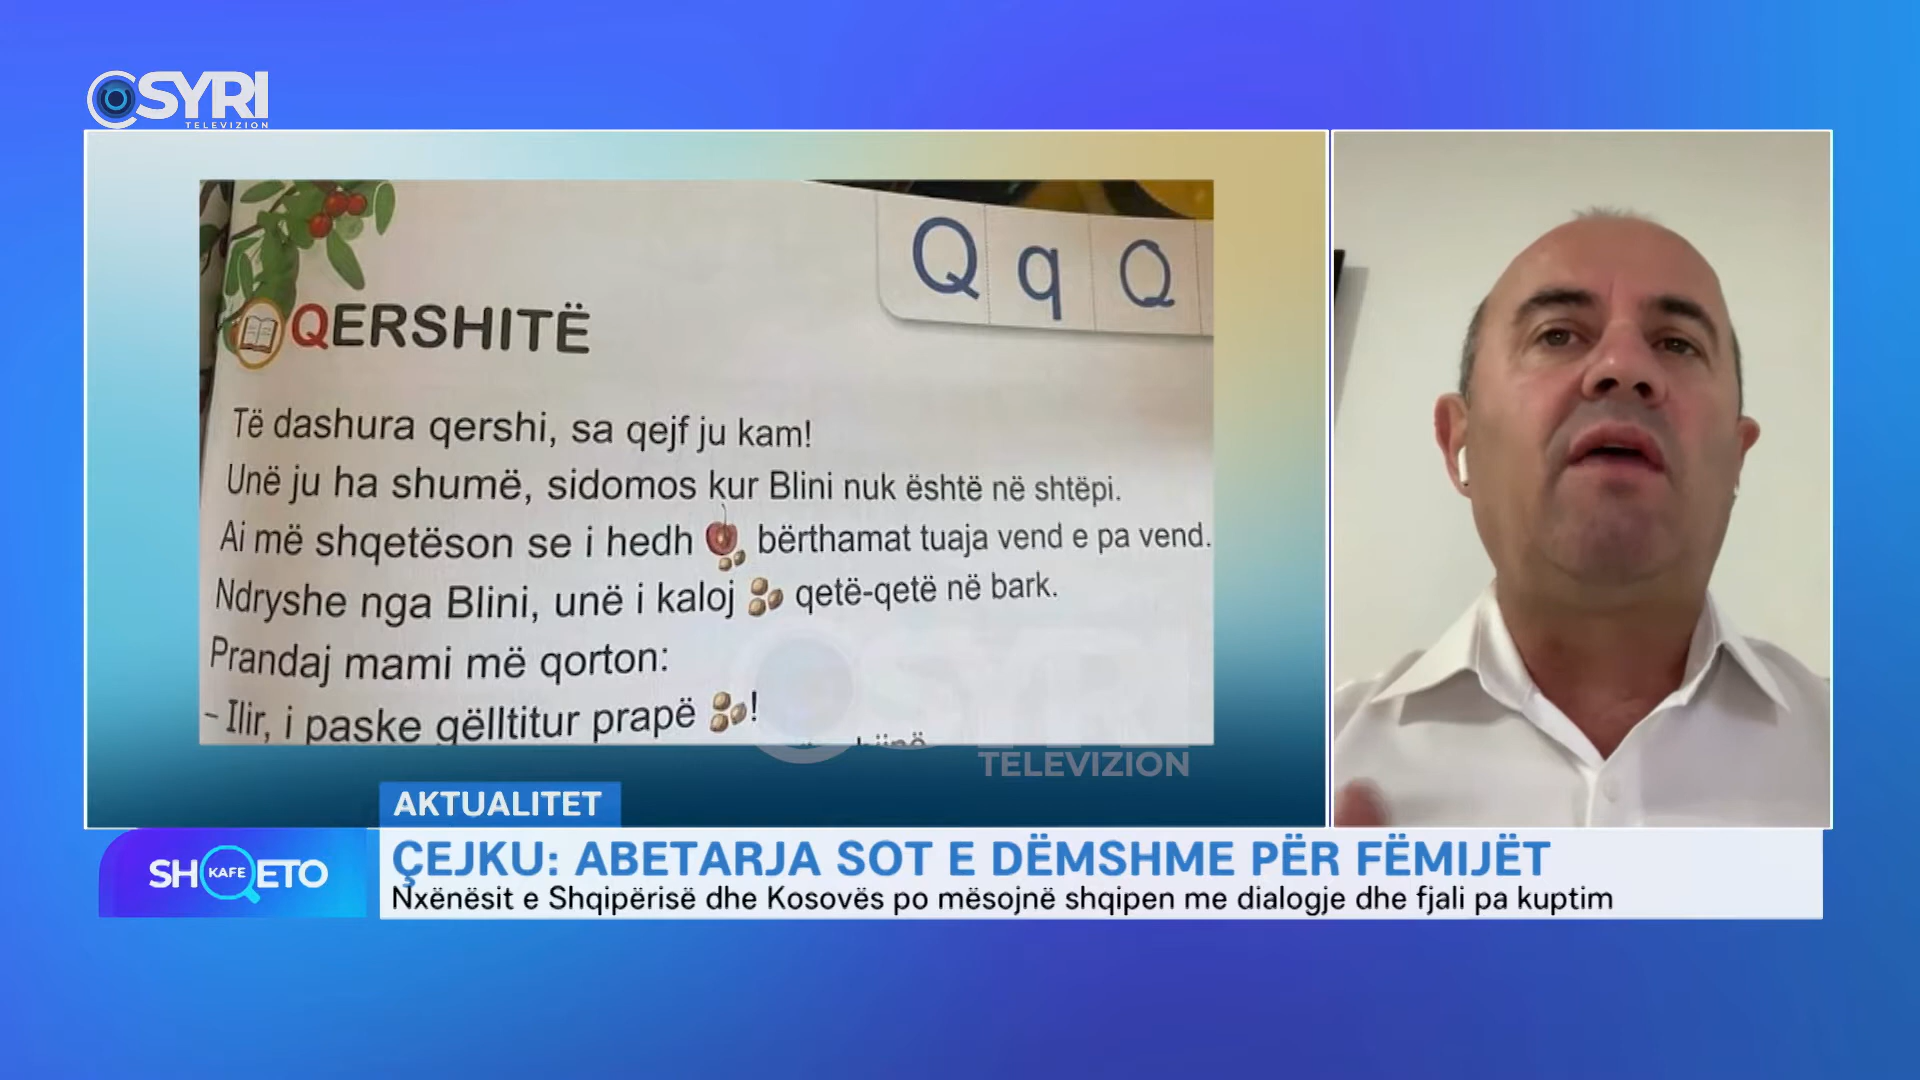 SYRI
TELEVIZION
Q q Q
QERSHITË
Të dashura qershi, sa qejf ju kam!
Unë ju ha shumë, sidomos kur Blini nuk është në shtëpi.
Ai më shqetëson se i hedh bërthamat tuaja vend e pa vend.
Ndryshe nga Blini, unë i kaloj qetë-qetë në bark.
Prandaj mami më qorton:
– Ilir, i paske gëlltitur prapë !
SYRI
TELEVIZION
AKTUALITET
ÇEJKU: ABETARJA SOT E DËMSHME PËR FËMIJËT
Nxënësit e Shqipërisë dhe Kosovës po mësojnë shqipen me dialogje dhe fjali pa kuptim
SHQETO
KAFE